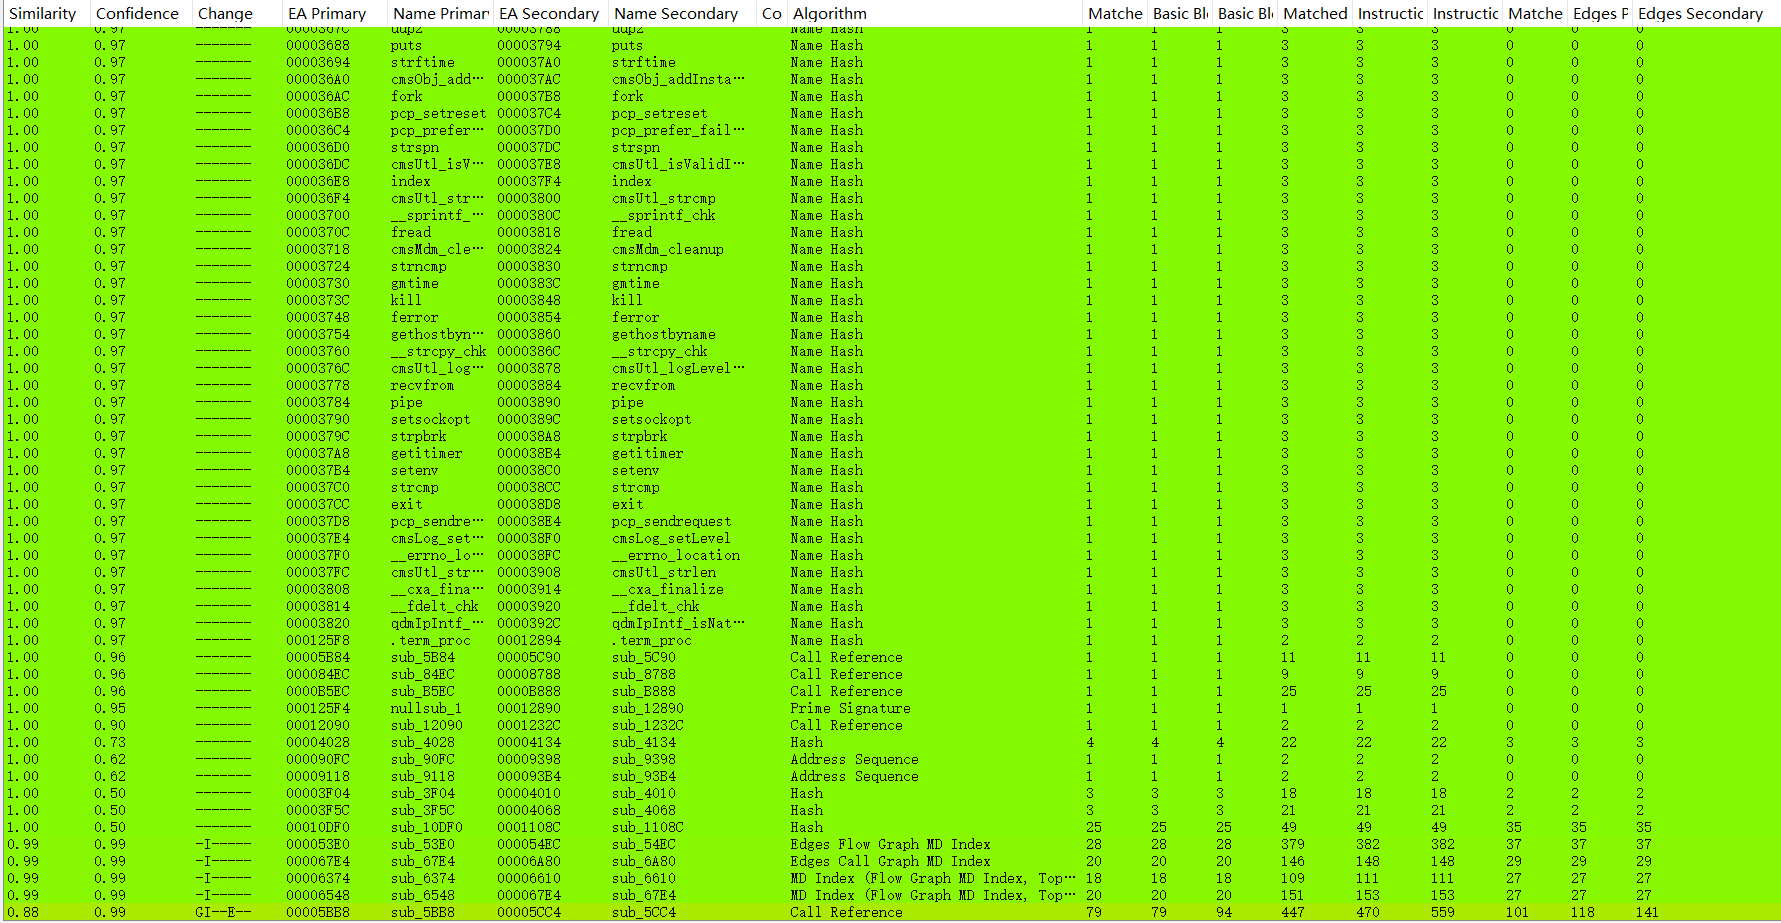 Similarity Confidence Change EA Primary Name Primar EA Secondary Name Secondary Co Algorithm Matche Basic Bl Basic Bl Matched Instructic Instructic Matche Edges P Edges Secondary
1.00 0.97 ------- 0000367C dup2 00003788 dup2 Name Hash 1 1 1 3 3 3 0 0 0
1.00 0.97 ------- 00003688 puts 00003794 puts Name Hash 1 1 1 3 3 3 0 0 0
1.00 0.97 ------- 00003694 strftime 000037A0 strftime Name Hash 1 1 1 3 3 3 0 0 0
1.00 0.97 ------- 000036A0 cmsObj_add… 000037AC cmsObj_addInsta… Name Hash 1 1 1 3 3 3 0 0 0
1.00 0.97 ------- 000036AC fork 000037B8 fork Name Hash 1 1 1 3 3 3 0 0 0
1.00 0.97 ------- 000036B8 pcp_setreset 000037C4 pcp_setreset Name Hash 1 1 1 3 3 3 0 0 0
1.00 0.97 ------- 000036C4 pcp_prefer… 000037D0 pcp_prefer_fail… Name Hash 1 1 1 3 3 3 0 0 0
1.00 0.97 ------- 000036D0 strspn 000037DC strspn Name Hash 1 1 1 3 3 3 0 0 0
1.00 0.97 ------- 000036DC cmsUtl_isV… 000037E8 cmsUtl_isValidI… Name Hash 1 1 1 3 3 3 0 0 0
1.00 0.97 ------- 000036E8 index 000037F4 index Name Hash 1 1 1 3 3 3 0 0 0
1.00 0.97 ------- 000036F4 cmsUtl_str… 00003800 cmsUtl_strcmp Name Hash 1 1 1 3 3 3 0 0 0
1.00 0.97 ------- 00003700 __sprintf_… 0000380C __sprintf_chk Name Hash 1 1 1 3 3 3 0 0 0
1.00 0.97 ------- 0000370C fread 00003818 fread Name Hash 1 1 1 3 3 3 0 0 0
1.00 0.97 ------- 00003718 cmsMdm_cle… 00003824 cmsMdm_cleanup Name Hash 1 1 1 3 3 3 0 0 0
1.00 0.97 ------- 00003724 strncmp 00003830 strncmp Name Hash 1 1 1 3 3 3 0 0 0
1.00 0.97 ------- 00003730 gmtime 0000383C gmtime Name Hash 1 1 1 3 3 3 0 0 0
1.00 0.97 ------- 0000373C kill 00003848 kill Name Hash 1 1 1 3 3 3 0 0 0
1.00 0.97 ------- 00003748 ferror 00003854 ferror Name Hash 1 1 1 3 3 3 0 0 0
1.00 0.97 ------- 00003754 gethostbyn… 00003860 gethostbyname Name Hash 1 1 1 3 3 3 0 0 0
1.00 0.97 ------- 00003760 __strcpy_chk 0000386C __strcpy_chk Name Hash 1 1 1 3 3 3 0 0 0
1.00 0.97 ------- 0000376C cmsUtl_log… 00003878 cmsUtl_logLevel… Name Hash 1 1 1 3 3 3 0 0 0
1.00 0.97 ------- 00003778 recvfrom 00003884 recvfrom Name Hash 1 1 1 3 3 3 0 0 0
1.00 0.97 ------- 00003784 pipe 00003890 pipe Name Hash 1 1 1 3 3 3 0 0 0
1.00 0.97 ------- 00003790 setsockopt 0000389C setsockopt Name Hash 1 1 1 3 3 3 0 0 0
1.00 0.97 ------- 0000379C strpbrk 000038A8 strpbrk Name Hash 1 1 1 3 3 3 0 0 0
1.00 0.97 ------- 000037A8 getitimer 000038B4 getitimer Name Hash 1 1 1 3 3 3 0 0 0
1.00 0.97 ------- 000037B4 setenv 000038C0 setenv Name Hash 1 1 1 3 3 3 0 0 0
1.00 0.97 ------- 000037C0 strcmp 000038CC strcmp Name Hash 1 1 1 3 3 3 0 0 0
1.00 0.97 ------- 000037CC exit 000038D8 exit Name Hash 1 1 1 3 3 3 0 0 0
1.00 0.97 ------- 000037D8 pcp_sendre… 000038E4 pcp_sendrequest Name Hash 1 1 1 3 3 3 0 0 0
1.00 0.97 ------- 000037E4 cmsLog_set… 000038F0 cmsLog_setLevel Name Hash 1 1 1 3 3 3 0 0 0
1.00 0.97 ------- 000037F0 __errno_lo… 000038FC __errno_location Name Hash 1 1 1 3 3 3 0 0 0
1.00 0.97 ------- 000037FC cmsUtl_str… 00003908 cmsUtl_strlen Name Hash 1 1 1 3 3 3 0 0 0
1.00 0.97 ------- 00003808 __cxa_fina… 00003914 __cxa_finalize Name Hash 1 1 1 3 3 3 0 0 0
1.00 0.97 ------- 00003814 __fdelt_chk 00003920 __fdelt_chk Name Hash 1 1 1 3 3 3 0 0 0
1.00 0.97 ------- 00003820 qdmIpIntf_… 0000392C qdmIpIntf_isNat… Name Hash 1 1 1 3 3 3 0 0 0
1.00 0.97 ------- 000125F8 .term_proc 00012894 .term_proc Name Hash 1 1 1 2 2 2 0 0 0
1.00 0.96 ------- 00005B84 sub_5B84 00005C90 sub_5C90 Call Reference 1 1 1 11 11 11 0 0 0
1.00 0.96 ------- 000084EC sub_84EC 00008788 sub_8788 Call Reference 1 1 1 9 9 9 0 0 0
1.00 0.96 ------- 0000B5EC sub_B5EC 0000B888 sub_B888 Call Reference 1 1 1 25 25 25 0 0 0
1.00 0.95 ------- 000125F4 nullsub_1 00012890 sub_12890 Prime Signature 1 1 1 1 1 1 0 0 0
1.00 0.90 ------- 00012090 sub_12090 0001232C sub_1232C Call Reference 1 1 1 2 2 2 0 0 0
1.00 0.73 ------- 00004028 sub_4028 00004134 sub_4134 Hash 4 4 4 22 22 22 3 3 3
1.00 0.62 ------- 000090FC sub_90FC 00009398 sub_9398 Address Sequence 1 1 1 2 2 2 0 0 0
1.00 0.62 ------- 00009118 sub_9118 000093B4 sub_93B4 Address Sequence 1 1 1 2 2 2 0 0 0
1.00 0.50 ------- 00003F04 sub_3F04 00004010 sub_4010 Hash 3 3 3 18 18 18 2 2 2
1.00 0.50 ------- 00003F5C sub_3F5C 00004068 sub_4068 Hash 3 3 3 21 21 21 2 2 2
1.00 0.50 ------- 00010DF0 sub_10DF0 0001108C sub_1108C Hash 25 25 25 49 49 49 35 35 35
0.99 0.99 -I----- 000053E0 sub_53E0 000054EC sub_54EC Edges Flow Graph MD Index 28 28 28 379 382 382 37 37 37
0.99 0.99 -I----- 000067E4 sub_67E4 00006A80 sub_6A80 Edges Call Graph MD Index 20 20 20 146 148 148 29 29 29
0.99 0.99 -I----- 00006374 sub_6374 00006610 sub_6610 MD Index (Flow Graph MD Index, Top… 18 18 18 109 111 111 27 27 27
0.99 0.99 -I----- 00006548 sub_6548 000067E4 sub_67E4 MD Index (Flow Graph MD Index, Top… 20 20 20 151 153 153 27 27 27
0.88 0.99 GI--E-- 00005BB8 sub_5BB8 00005CC4 sub_5CC4 Call Reference 79 79 94 447 470 559 101 118 141